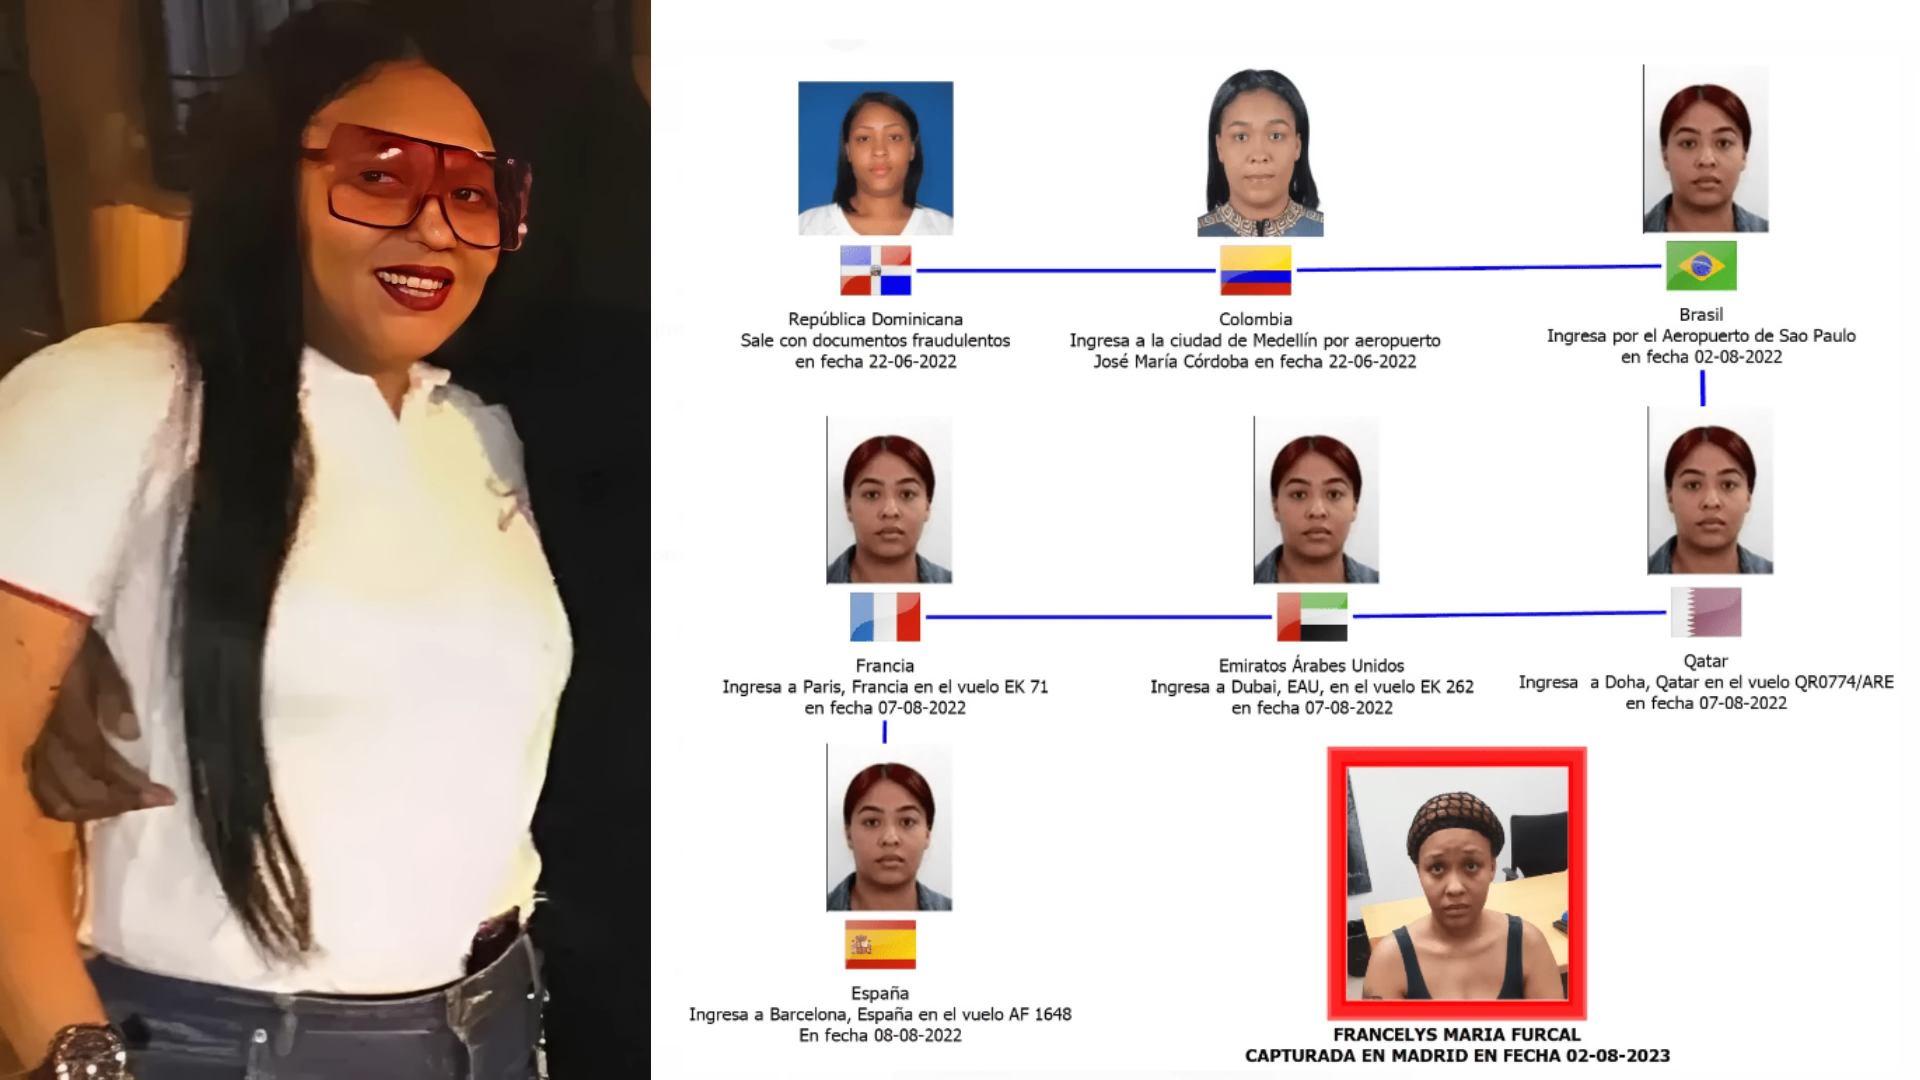 República Dominicana
Sale con documentos fraudulentos
en fecha 22-06-2022
Colombia
Ingresa a la ciudad de Medellín por aeropuerto
José María Córdoba en fecha 22-06-2022
Brasil
Ingresa por el Aeropuerto de Sao Paulo
en fecha 02-08-2022
Qatar
Ingresa  a Doha, Qatar en el vuelo QR0774/ARE
en fecha 07-08-2022
Emiratos Árabes Unidos
Ingresa a Dubai, EAU, en el vuelo EK 262
en fecha 07-08-2022
Francia
Ingresa a Paris, Francia en el vuelo EK 71
en fecha 07-08-2022
España
Ingresa a Barcelona, España en el vuelo AF 1648
En fecha 08-08-2022
FRANCELYS MARIA FURCAL
CAPTURADA EN MADRID EN FECHA 02-08-2023